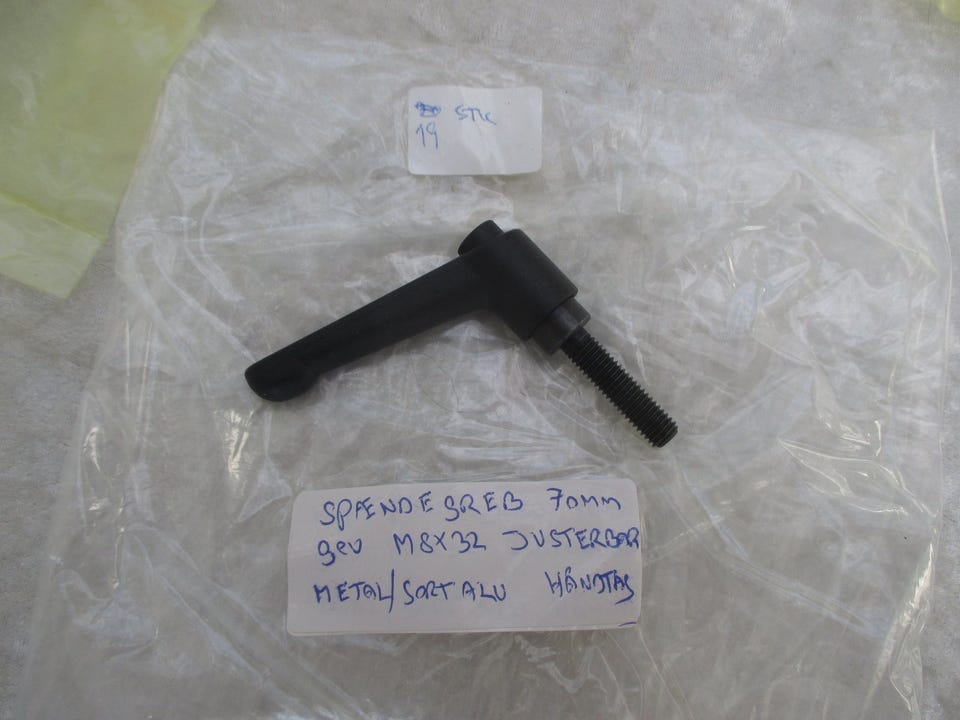 STK
19
SPÆNDEGREB 70MM
gev M8X32 JUSTERBAR
METAL/SORT ALU HÅNDTAG